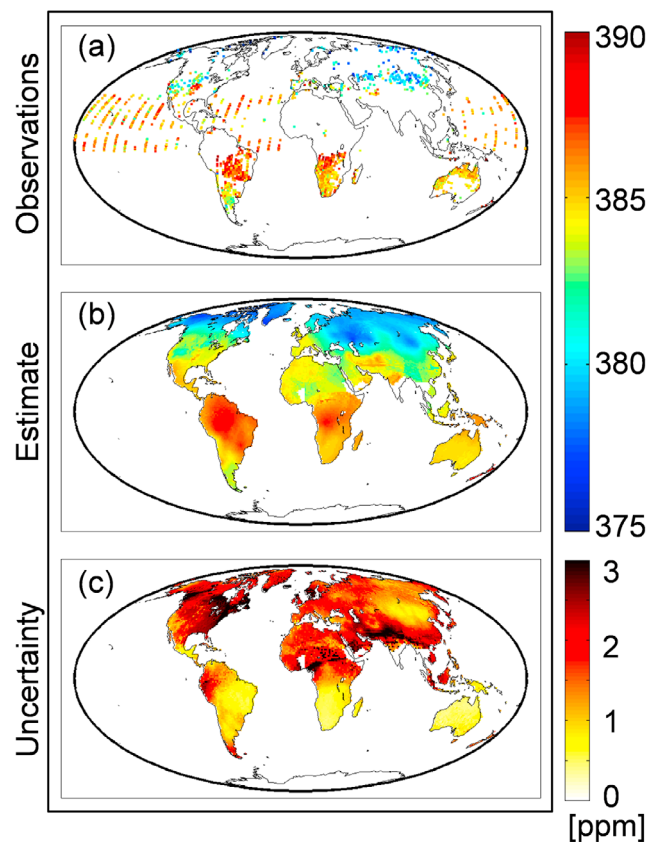 (a)
Observations
390
385
380
375
(b)
Estimate
(c)
Uncertainty
3
2
1
0
[ppm]